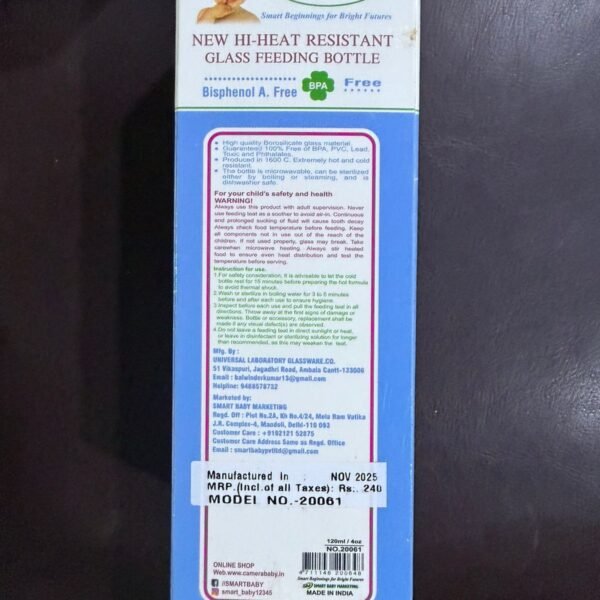 Smart Beginnings for Bright Futures
NEW HI-HEAT RESISTANT
GLASS FEEDING BOTTLE
Bisphenol A. Free BPA Free
High quality Borosilicate glass material.
Guaranteed 100% Free of BPA, PVC, Lead,
Toxic and Phthalates.
Produced in 1600 C. Extremely hot and cold
resistant.
The bottle is microwavable, can be sterilized
either by boiling or steaming, and is
dishwasher safe.
For your child's safety and health
WARNING!
Always use this product with adult supervision. Never
use feeding teat as a soother to avoid air-in. Continuous
and prolonged sucking of fluid will cause tooth decay
Always check food temperature before feeding. Keep
all components not in use out of the reach of the
children. If not used properly, glass may break. Take
carewhen microwave heating. Always stir heated
food to ensure even heat distribution and test the
temperature before serving.
Instruction for use.
1.For safety consideration, it is advisable to let the cold
bottle rest for 15 minutes before preparing the hot formula
to avoid thermal shock.
2.Wash or sterilize in boiling water for 3 to 5 minutes
before and after each use to ensure hygiene.
3.Inspect before each use and pull the feeding teat in all
directions. Throw away at the first signs of damage or
weakness. Bottle or accessory, replacement shall be
made if any visual defect(s) are observed.
4.Do not leave a feeding teat in direct sunlight or heat,
or leave in disinfectant or sterilizing solution for longer
than recommended, as this may weaken the teat.
Mfg. By :
UNIVERSAL LABORATORY GLASSWARE.CO.
51 Vikaspuri, Jagadhri Road, Ambala Cantt-133006
Email : balwinderkumar13@gmail.com
Helpline: 9468578732
Marketed by:
SMART BABY MARKETING
Regd. Off : Plot No.2A, Kh No.4/24, Mela Ram Vatika
J.R. Complex-4, Mandoli, Delhi-110 093
Customer Care : +9102121 52875
Customer Care Address Same as Regd. Office
Email : smartbabypvtltd@gmail.com
Manufactured In : NOV 2025
MRP.(Incl.of all Taxes): Rs.. 240
MODEL NO.-20061
120ml / 4oz
NO.20061
4711146 200648
ONLINE SHOP
www.camerababy.in
Smart Beginnings for Bright Futures
/SMARTBABY
SMART BABY MARKETING
smart_baby12345
MADE IN INDIA